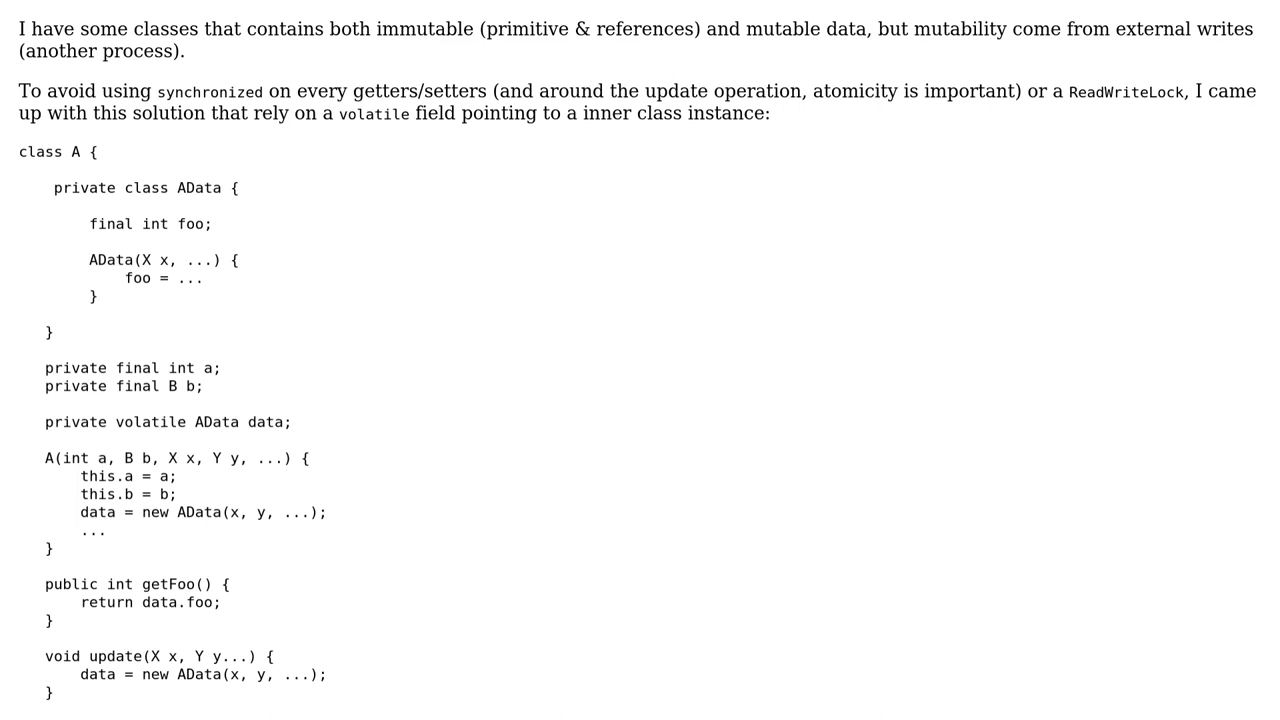 I have some classes that contains both immutable (primitive & references) and mutable data, but mutability come from external writes
(another process).
To avoid using synchronized on every getters/setters (and around the update operation, atomicity is important) or a ReadWriteLock, I came
up with this solution that rely on a volatile field pointing to a inner class instance:
class A {
    private class AData {
        final int foo;
        AData(X x, ...) {
            foo = ...
        }
   }
   private final int a;
   private final B b;
   private volatile AData data;
   A(int a, B b, X x, Y y, ...) {
       this.a = a;
       this.b = b;
       data = new AData(x, y, ...);
       ...
   }
   public int getFoo() {
       return data.foo;
   }
   void update(X x, Y y...) {
       data = new AData(x, y, ...);
   }